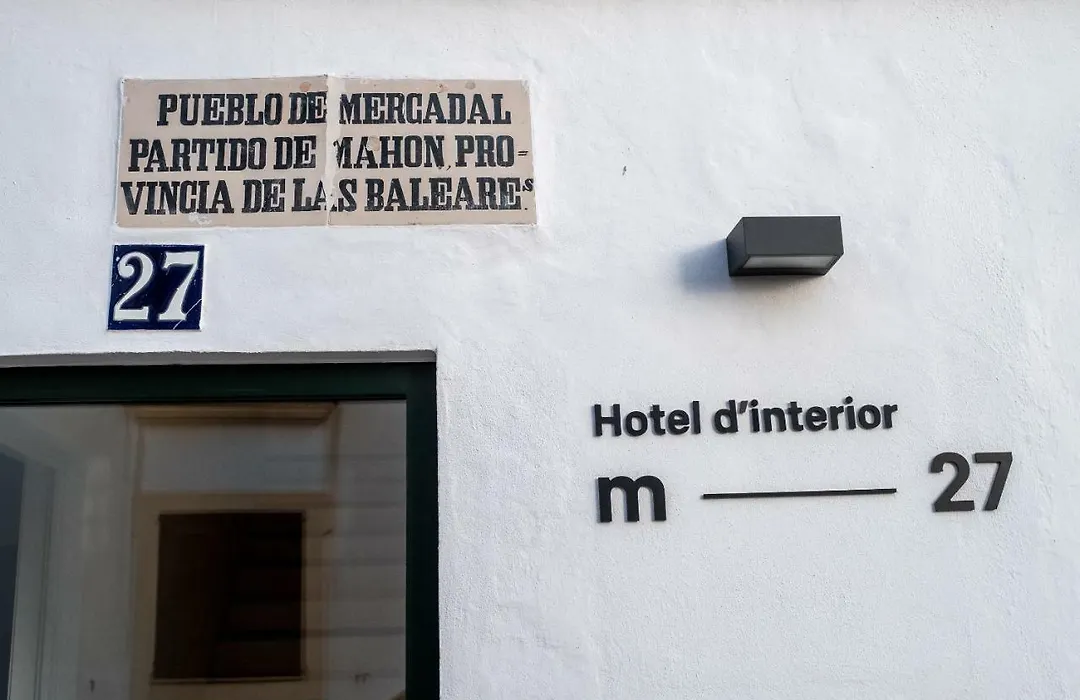 PUEBLO DE MERCADAL
PARTIDO DE MAHON, PRO=
VINCIA DE LAS BALEARES.
27
Hotel d'interior
m — 27